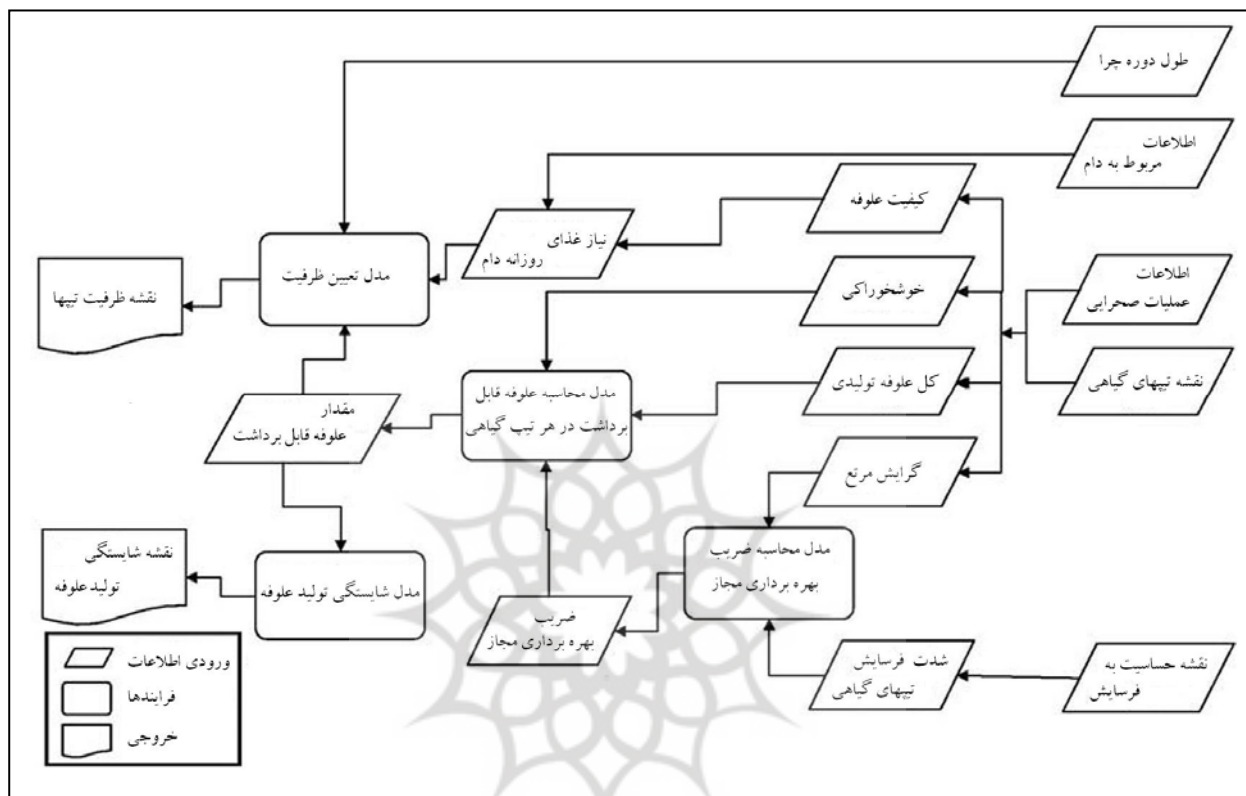 طول دوره چرا
اطلاعات
مربوط به دام
کیفیت علوفه
نیاز غذای
روزانه دام
مدل تعیین ظرفیت
نقشه ظرفیت تیپها
خوشخوراکی
اطلاعات
عملیات صحرایی
نقشه تیپهای گیاهی
کل علوفه تولیدی
مدل محاسبه علوفه قابل
برداشت در هر تیپ گیاهی
مقدار
علوفه قابل برداشت
گرایش مرتع
مدل محاسبه ضریب
بهره برداری مجاز
نقشه شایستگی
تولید علوفه
مدل شایستگی تولید علوفه
ضریب
بهره برداری مجاز
شدت فرسایش
تیپهای گیاهی
نقشه حساسیت به
فرسایش
ورودی اطلاعات
فرایندها
خروجی